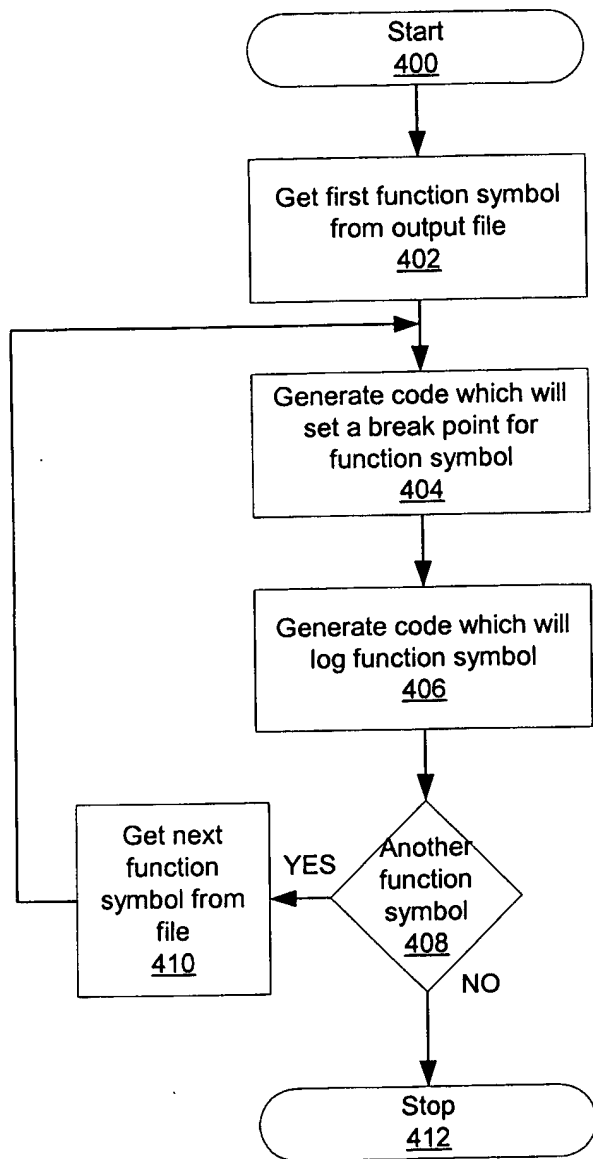 Start
400
Get first function symbol
from output file
402
Generate code which will
set a break point for
function symbol
404
Generate code which will
log function symbol
406
Another
function
symbol
408
YES
Get next
function
symbol from
file
410
NO
Stop
412